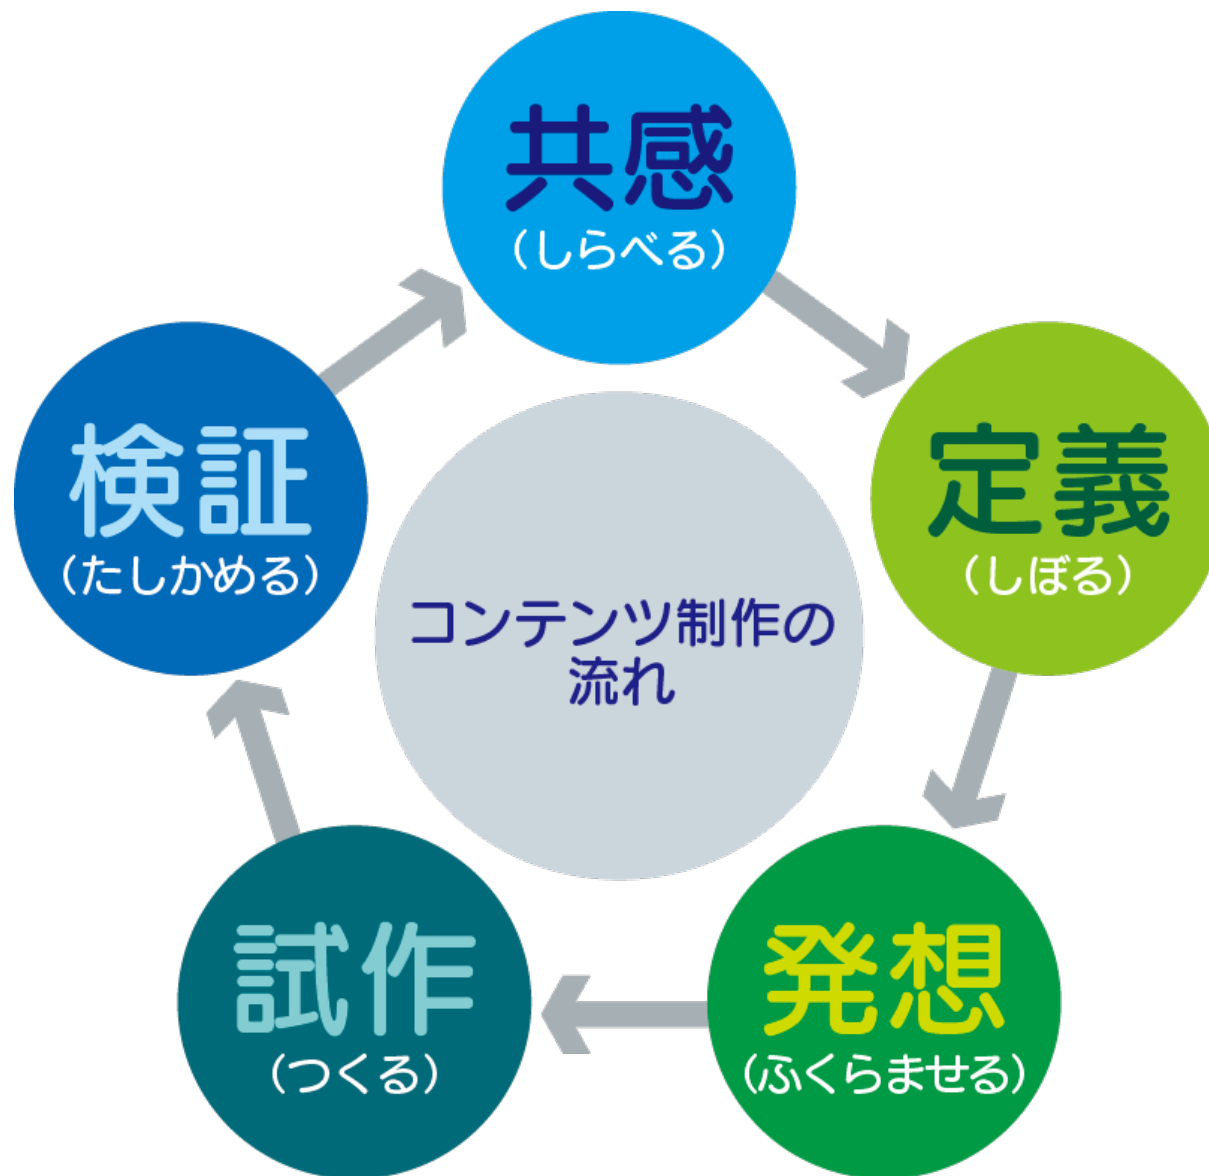 共感
（しらべる）
定義
（しぼる）
発想
（ふくらませる）
試作
（つくる）
検証
（たしかめる）
コンテンツ制作の
流れ